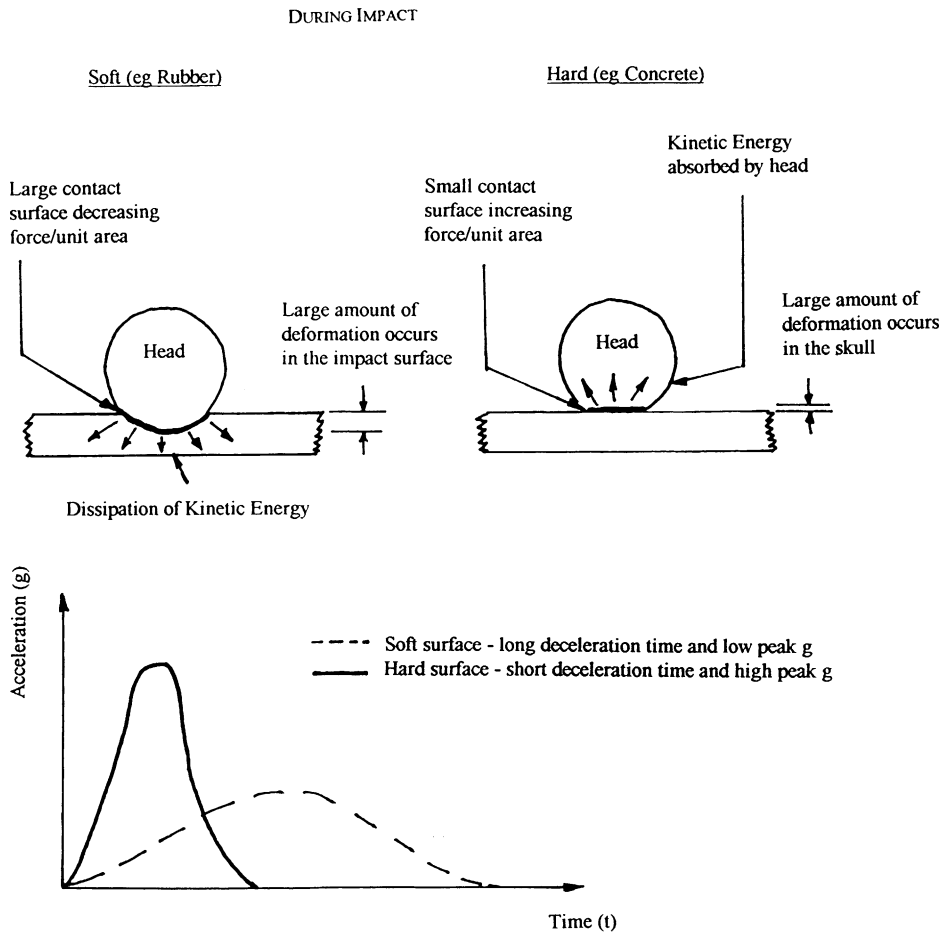 DURING IMPACT
Soft (eg Rubber)
Hard (eg Concrete)
Large contact
surface decreasing
force/unit area
Head
Large amount of
deformation occurs
in the impact surface
Dissipation of Kinetic Energy
Small contact
surface increasing
force/unit area
Kinetic Energy
absorbed by head
Head
Large amount of
deformation occurs
in the skull
Acceleration (g)
Soft surface - long deceleration time and low peak g
Hard surface - short deceleration time and high peak g
Time (t)